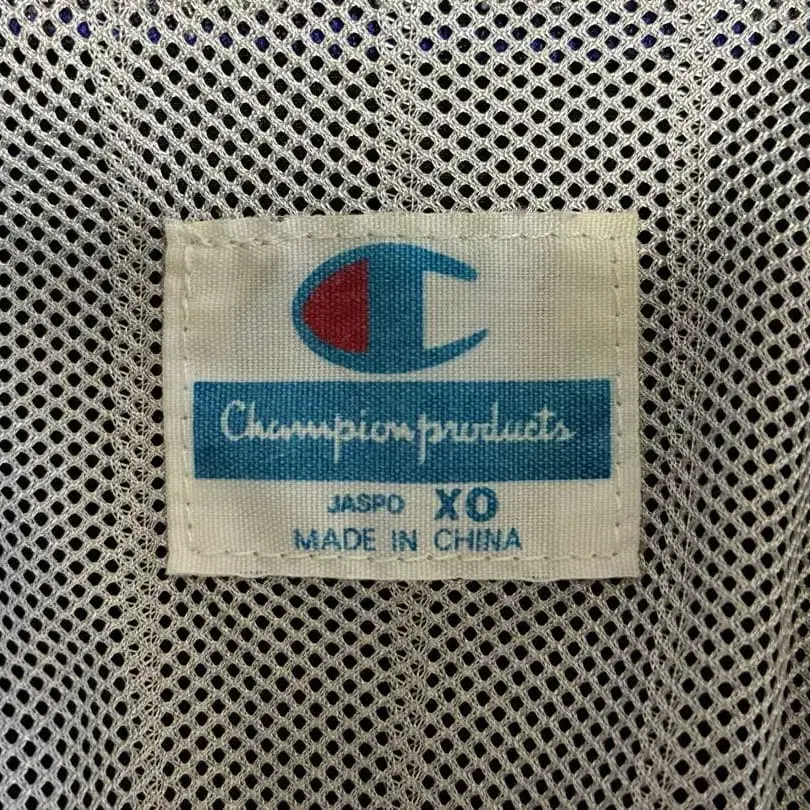 Champion products
JASPO XO
MADE IN CHINA